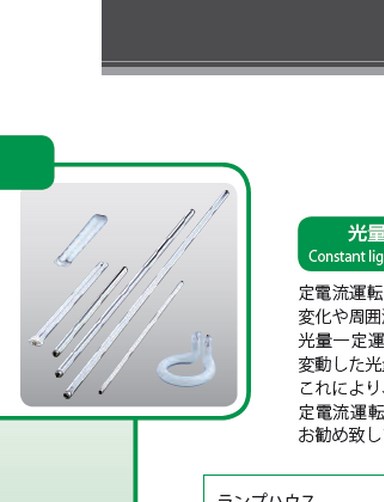 光量
Constant lig
定電流運転
変化や周囲
光量一定運
変動した光
これにより、
定電流運転
お勧め致し
ランプハウス